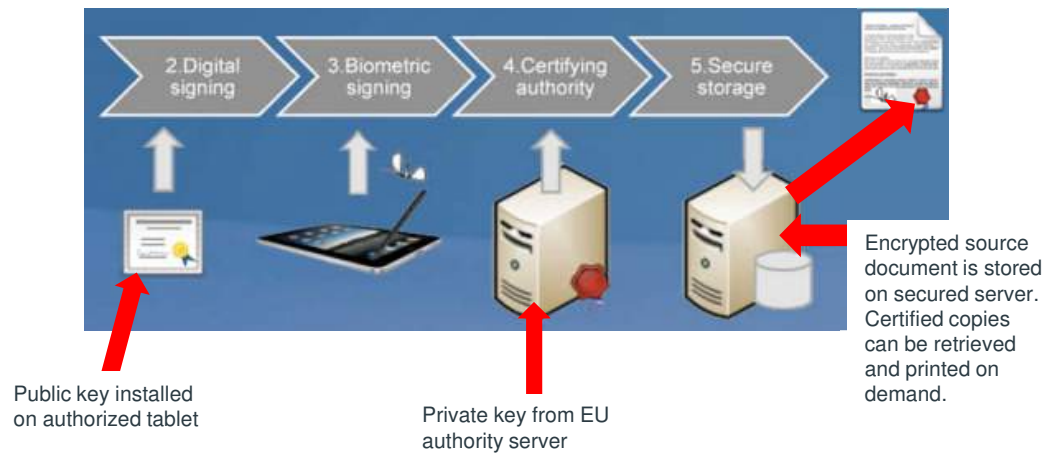 2.Digital
signing
3.Biometric
signing
4.Certifying
authority
5.Secure
storage
Encrypted source
document is stored
on secured server.
Certified copies
can be retrieved
and printed on
demand.
Public key installed
on authorized tablet
Private key from EU
authority server